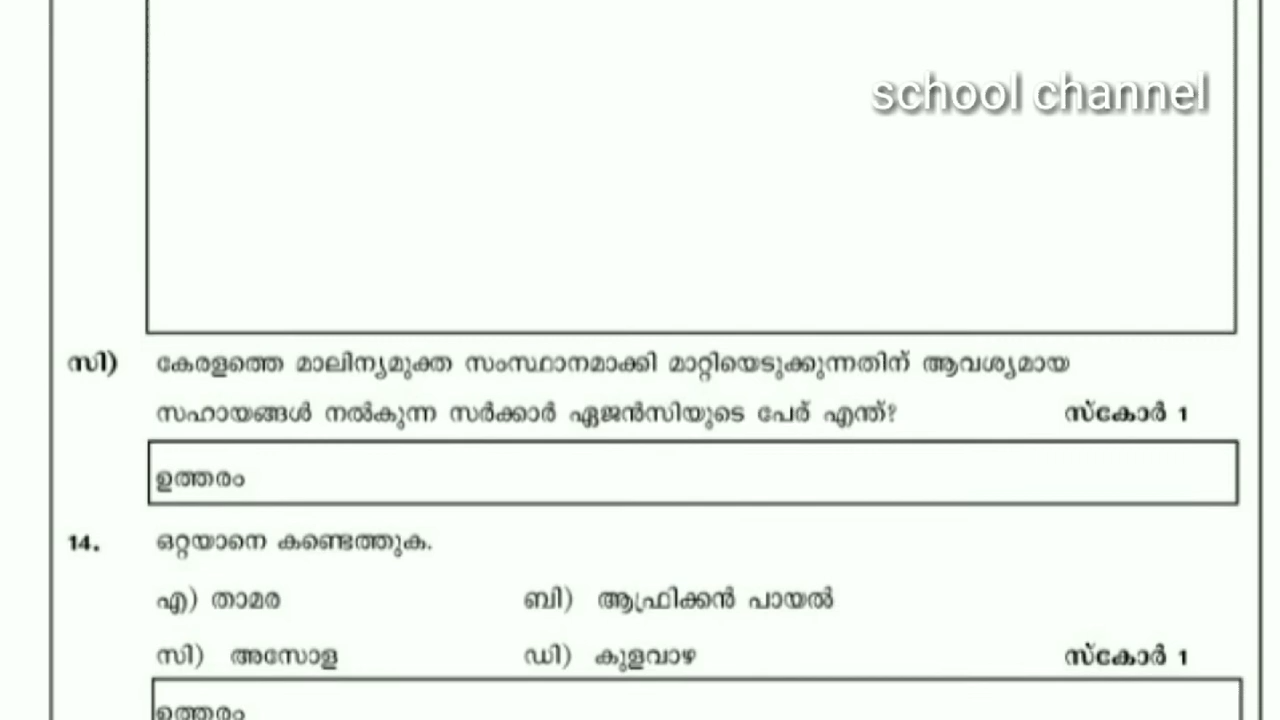 school channel
സി) കേരളത്തെ മാലിന്യമുക്ത സംസ്ഥാനമാക്കി മാറ്റിയെടുക്കുന്നതിന് ആവശ്യമായ
സഹായങ്ങൾ നൽകുന്ന സർക്കാർ ഏജൻസിയുടെ പേര് എന്ത്? സ്കോർ 1
ഉത്തരം
14. ഒറ്റയാനെ കണ്ടെത്തുക.
എ) താമര ബി) ആഫ്രിക്കൻ പായൽ
സി) അസോള ഡി) കുളവാഴ സ്കോർ 1
ഉത്തരം